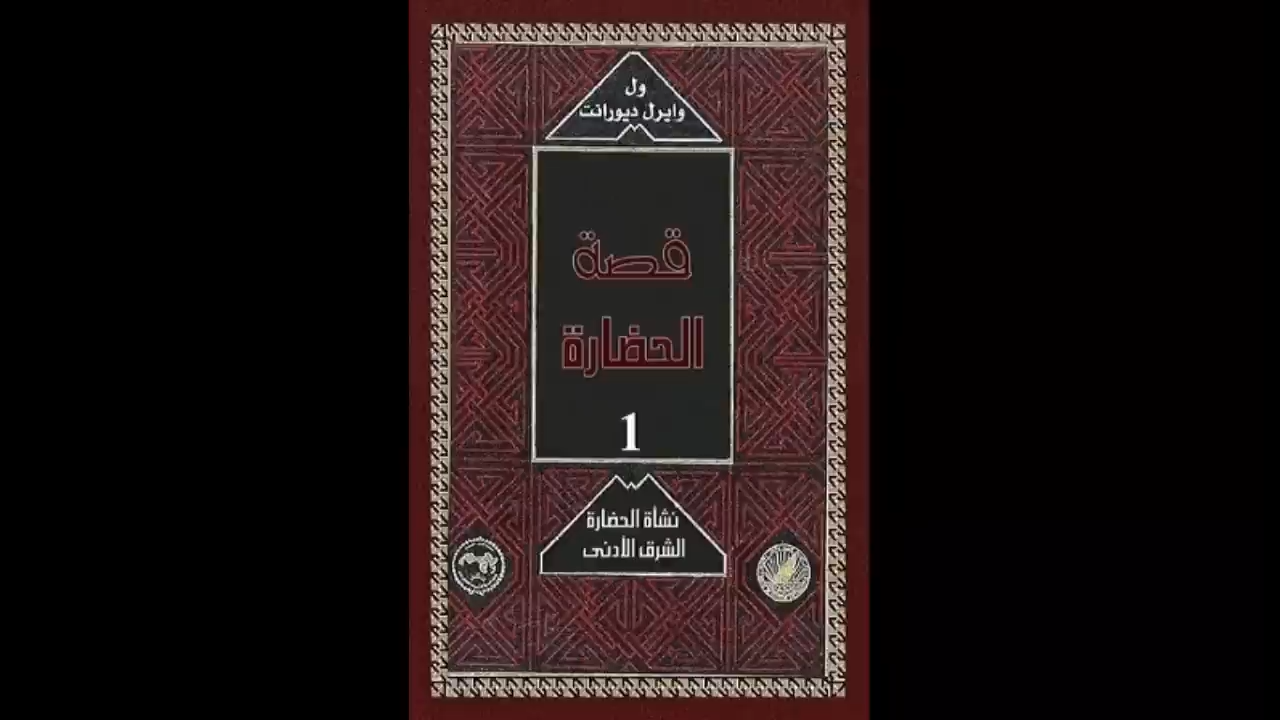 ول
وايرل ديورانت
قصة
الحضارة
1
نشأة الحضارة
الشرق الأدنى